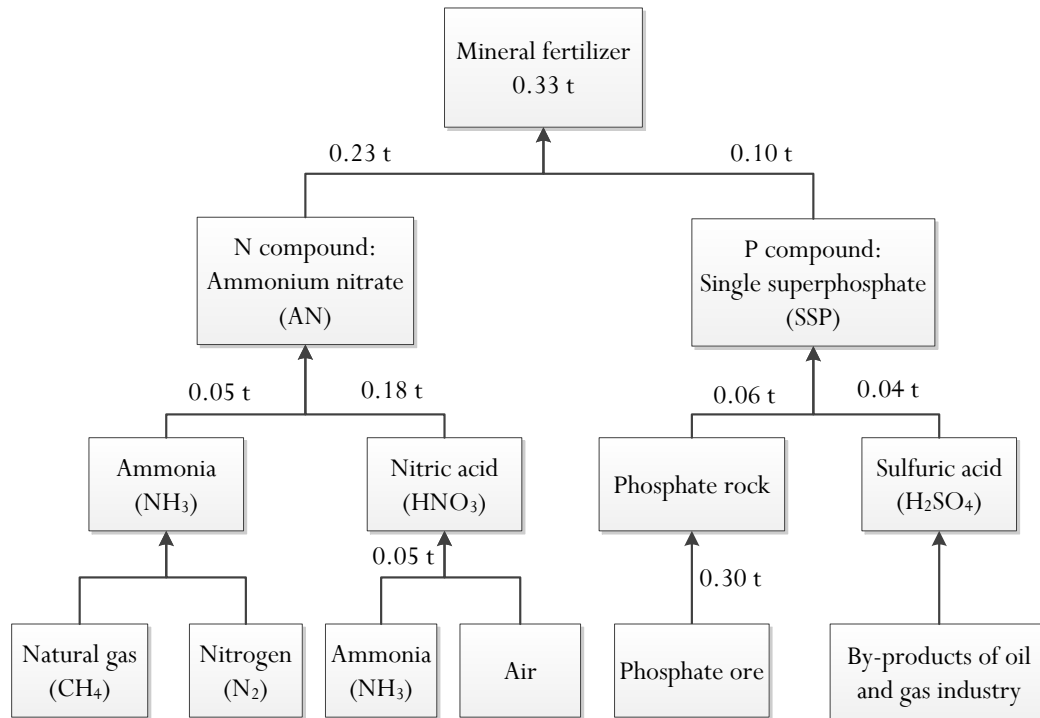 Mineral fertilizer
0.33 t
0.23 t
0.10 t
N compound:
Ammonium nitrate
(AN)
P compound:
Single superphosphate
(SSP)
0.05 t
0.18 t
0.06 t
0.04 t
Ammonia
(NH₃)
Nitric acid
(HNO₃)
Phosphate rock
Sulfuric acid
(H₂SO₄)
0.05 t
0.30 t
Natural gas
(CH₄)
Nitrogen
(N₂)
Ammonia
(NH₃)
Air
Phosphate ore
By-products of oil
and gas industry